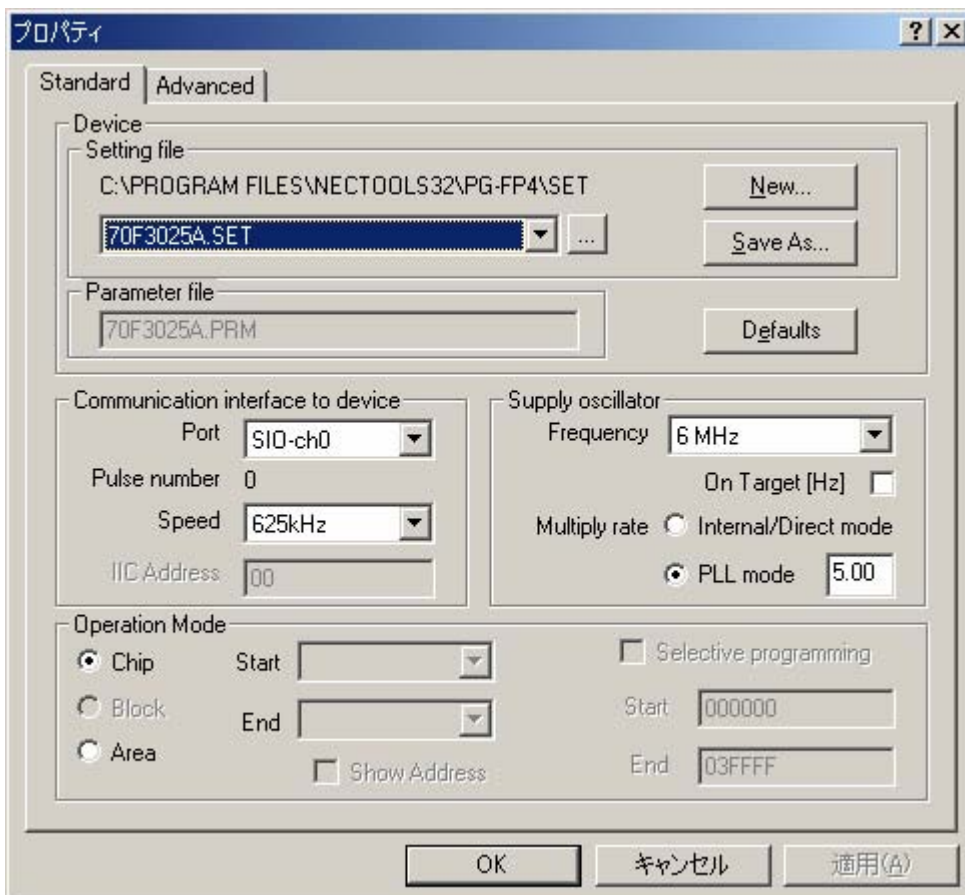 プロパティ
Standard Advanced
Device
Setting file
C:\PROGRAM FILES\NECTOOLS32\PG-FP4\SET
New...
70F3025A.SET ...
Save As...
Parameter file
70F3025A.PRM
Defaults
Communication interface to device
Port SIO-ch0
Pulse number 0
Speed 625kHz
IIC Address 00
Supply oscillator
Frequency 6 MHz
On Target [Hz]
Multiply rate Internal/Direct mode
PLL mode 5.00
Operation Mode
Chip Start
Block
End
Area
Show Address
Selective programming
Start 000000
End 03FFFF
OK キャンセル 適用(A)